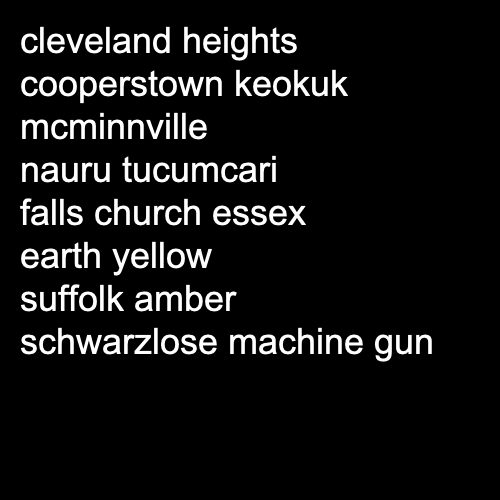 cleveland heights
cooperstown keokuk
mcminnville
nauru tucumcari
falls church essex
earth yellow
suffolk amber
schwarzlose machine gun